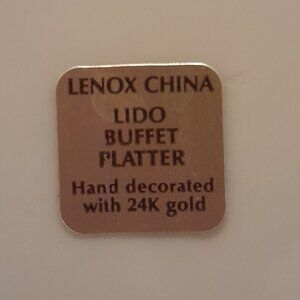 LENOX CHINA
LIDO
BUFFET
PLATTER
Hand decorated
with 24K gold